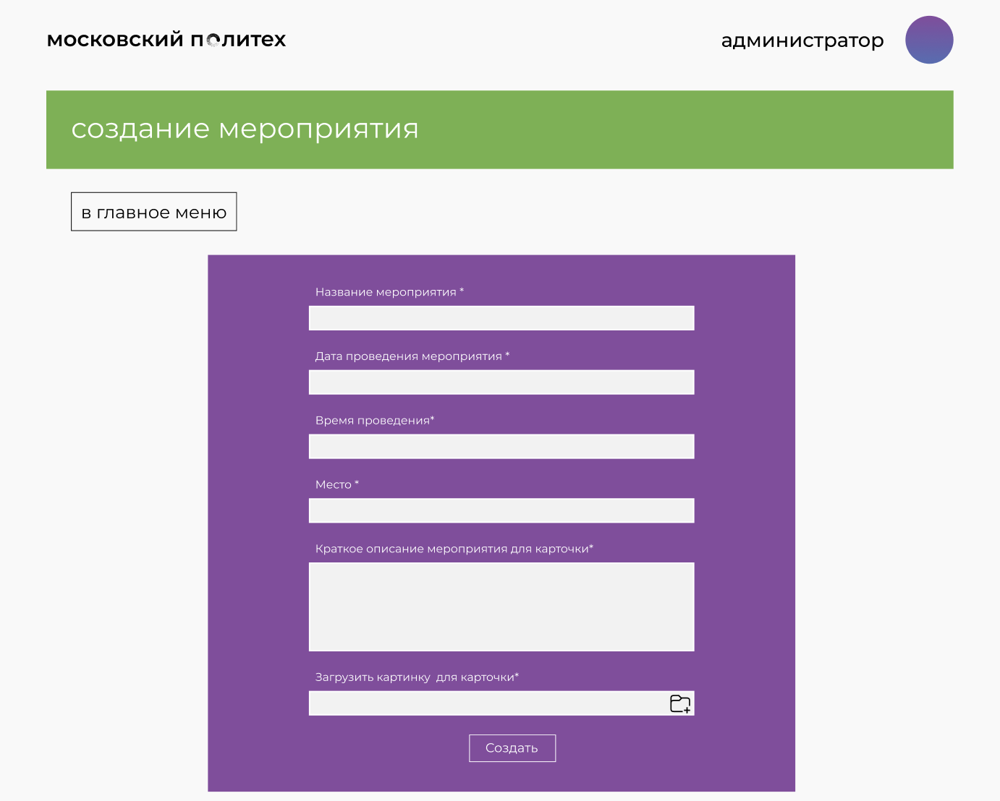 московский политех
администратор
создание мероприятия
в главное меню
Название мероприятия *
Дата проведения мероприятия *
Время проведения*
Место *
Краткое описание мероприятия для карточки*
Загрузить картинку  для карточки*
Создать